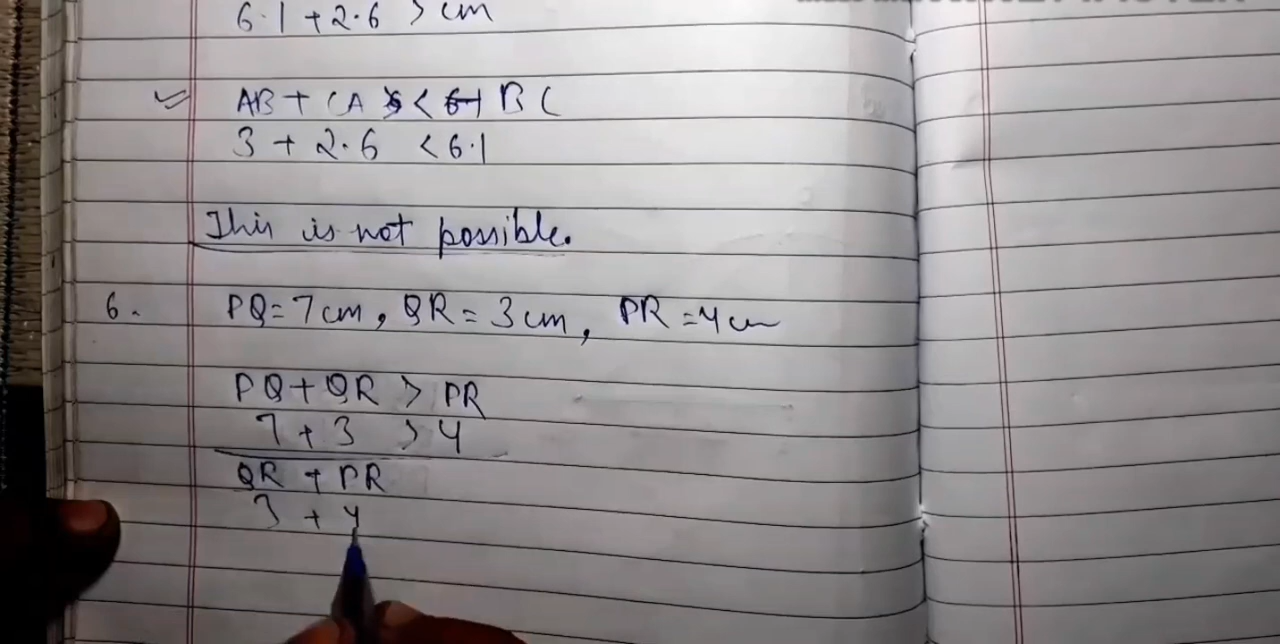 6.1 + 2.6 > cm
AB + CA < BC
3 + 2.6 < 6.1
This is not possible.
6. PQ = 7cm, QR = 3cm, PR = 4cm
PQ + QR > PR
7 + 3 > 4
QR + PR
3 + 4